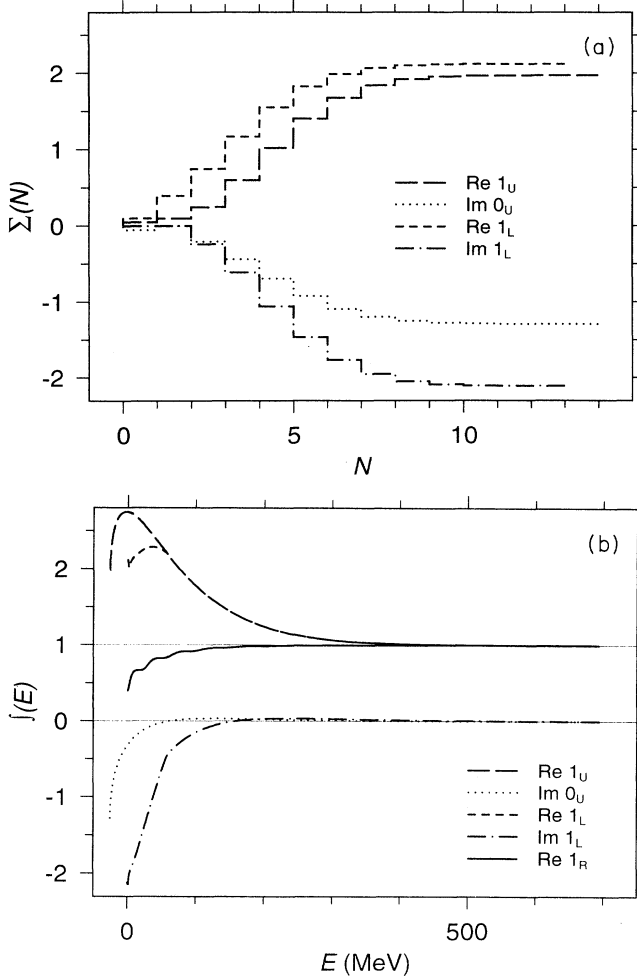 (a)
2
1
0
-1
-2
Σ(N)
Re 1U
Im 0U
Re 1L
Im 1L
0 5 10
N
(b)
2
1
0
-1
-2
∫(E)
Re 1U
Im 0U
Re 1L
Im 1L
Re 1R
0 500
E (MeV)